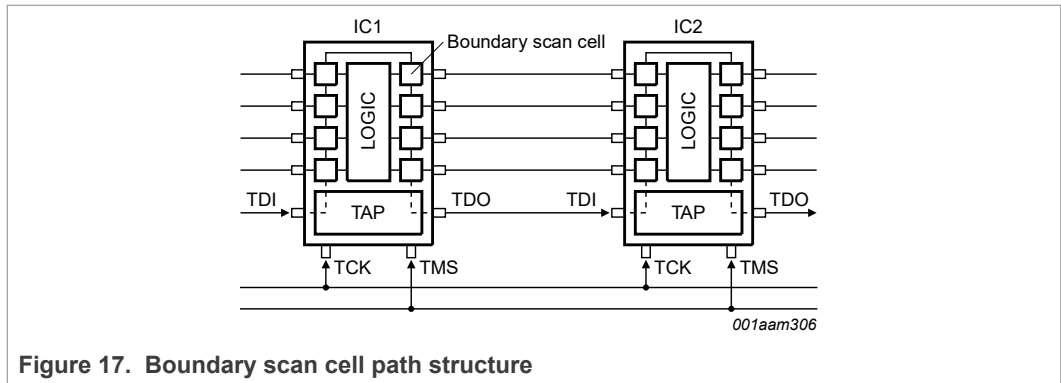 IC1
IC2
Boundary scan cell
LOGIC
LOGIC
TDI
TAP
TDO
TDI
TAP
TDO
TCK
TMS
TCK
TMS
001aam306
Figure 17. Boundary scan cell path structure